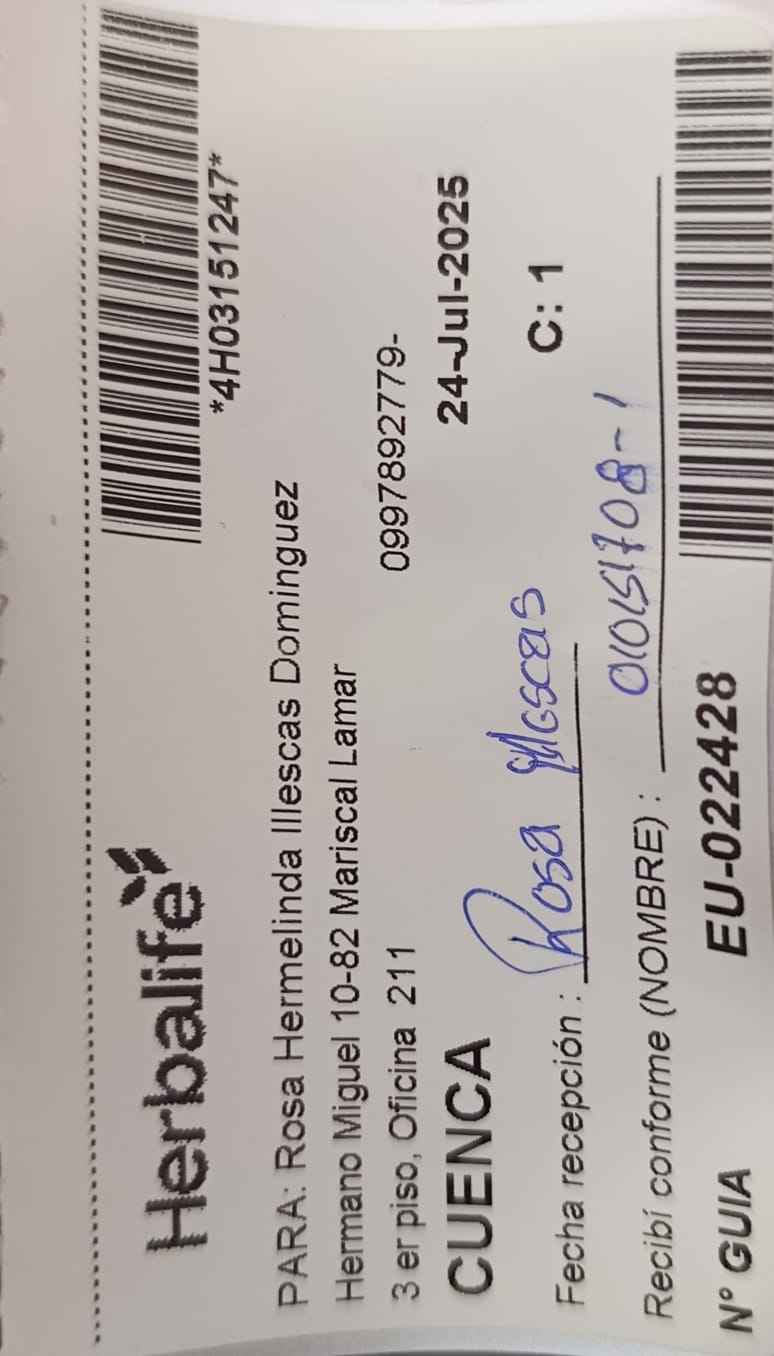 Herbalife
*4H03151247*
PARA: Rosa Hermelinda Illescas Dominguez
Hermano Miguel 10-82 Mariscal Lamar
3 er piso, Oficina 211 0997892779-
CUENCA 24-Jul-2025
Fecha recepción : Rosa Illescas C: 1
Recibí conforme (NOMBRE) : 010151708-1
N° GUIA EU-022428